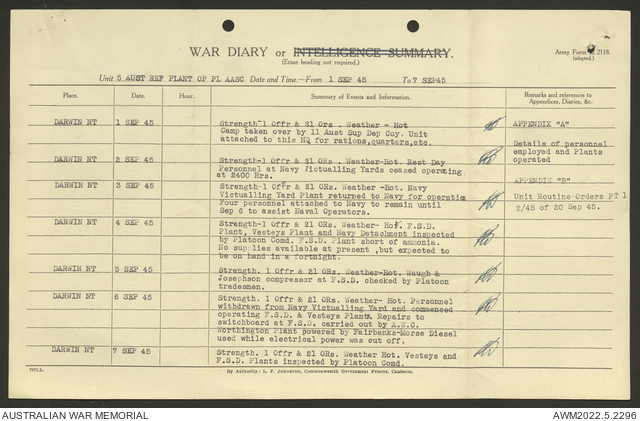 WAR DIARY or INTELLIGENCE SUMMARY.
(Erase heading not required.)
Army Form 2118.
(adapted.)
Unit 5 AUST REF PLANT OP PL AASC Date and Time.—From 1 SEP 45 To 7 SEP45
Place. Date. Hour. Summary of Events and Information. Remarks and references to Appendices, Diaries, &c.
DARWIN NT 1 SEP 45 Strength-1 Offr & 21 Ors . Weather - Hot
Camp taken over by 11 Aust Sup Dep Coy. Unit
attached to this HQ for rations,quarters,etc.
APPENDIX "A"
Details of personnel
employed and Plants
operated
DARWIN NT 2 SEP 45 Strength-1 Offr & 21 ORs .Weather-Hot. Rest Day
Personnel at Navy Victualling Yards ceased operating
at 2400 Hrs.
APPENDIX "B"
DARWIN NT 3 SEP 45 Strength-1 Offr & 21 ORs. Weather -Hot. Navy
Victualling Yard Plant returned to Navy for operation
Four personnel attached to Navy to remain until
Sep 6 to assist Naval Operators.
Unit Routine Orders PT 1
2/45 of 20 Sep 45.
DARWIN NT 4 SEP 45 Strength-1 Offr & 21 ORs. Weather- Hot. F.S.D.
Plant, Vesteys Plant and Navy Detachment inspected
by Platoon Comd. F.S.D. Plant short of ammonia.
No supplies available at present ,but expected to
be on hand in a fortnight.
DARWIN NT 5 SEP 45 Strength. 1 Offr & 21 ORs. Weather-Hot. Waugh &
Josephson compressor at F.S.D. checked by Platoon
tradesmen.
DARWIN NT 6 SEP 45 Strength. 1 Offr & 21 ORs. Weather- Hot. Personnel
withdrawn from Navy Victualling Yard and commenced
operating F.S.D. & Vesteys Plants. Repairs to
switchboard at F.S.D. carried out by A.W.C.
Worthington Plant powered by Fairbanks-Morse Diesel
used while electrical power was cut off.
DARWIN NT 7 SEP 45 Strength. 1 Offr & 21 ORs. Weather Hot. Vesteys and
F.S.D. Plants inspected by Platoon Comd.
By Authority: L. F. Johnston, Commonwealth Government Printer, Canberra.
AUSTRALIAN WAR MEMORIAL AWM2022.5.2296